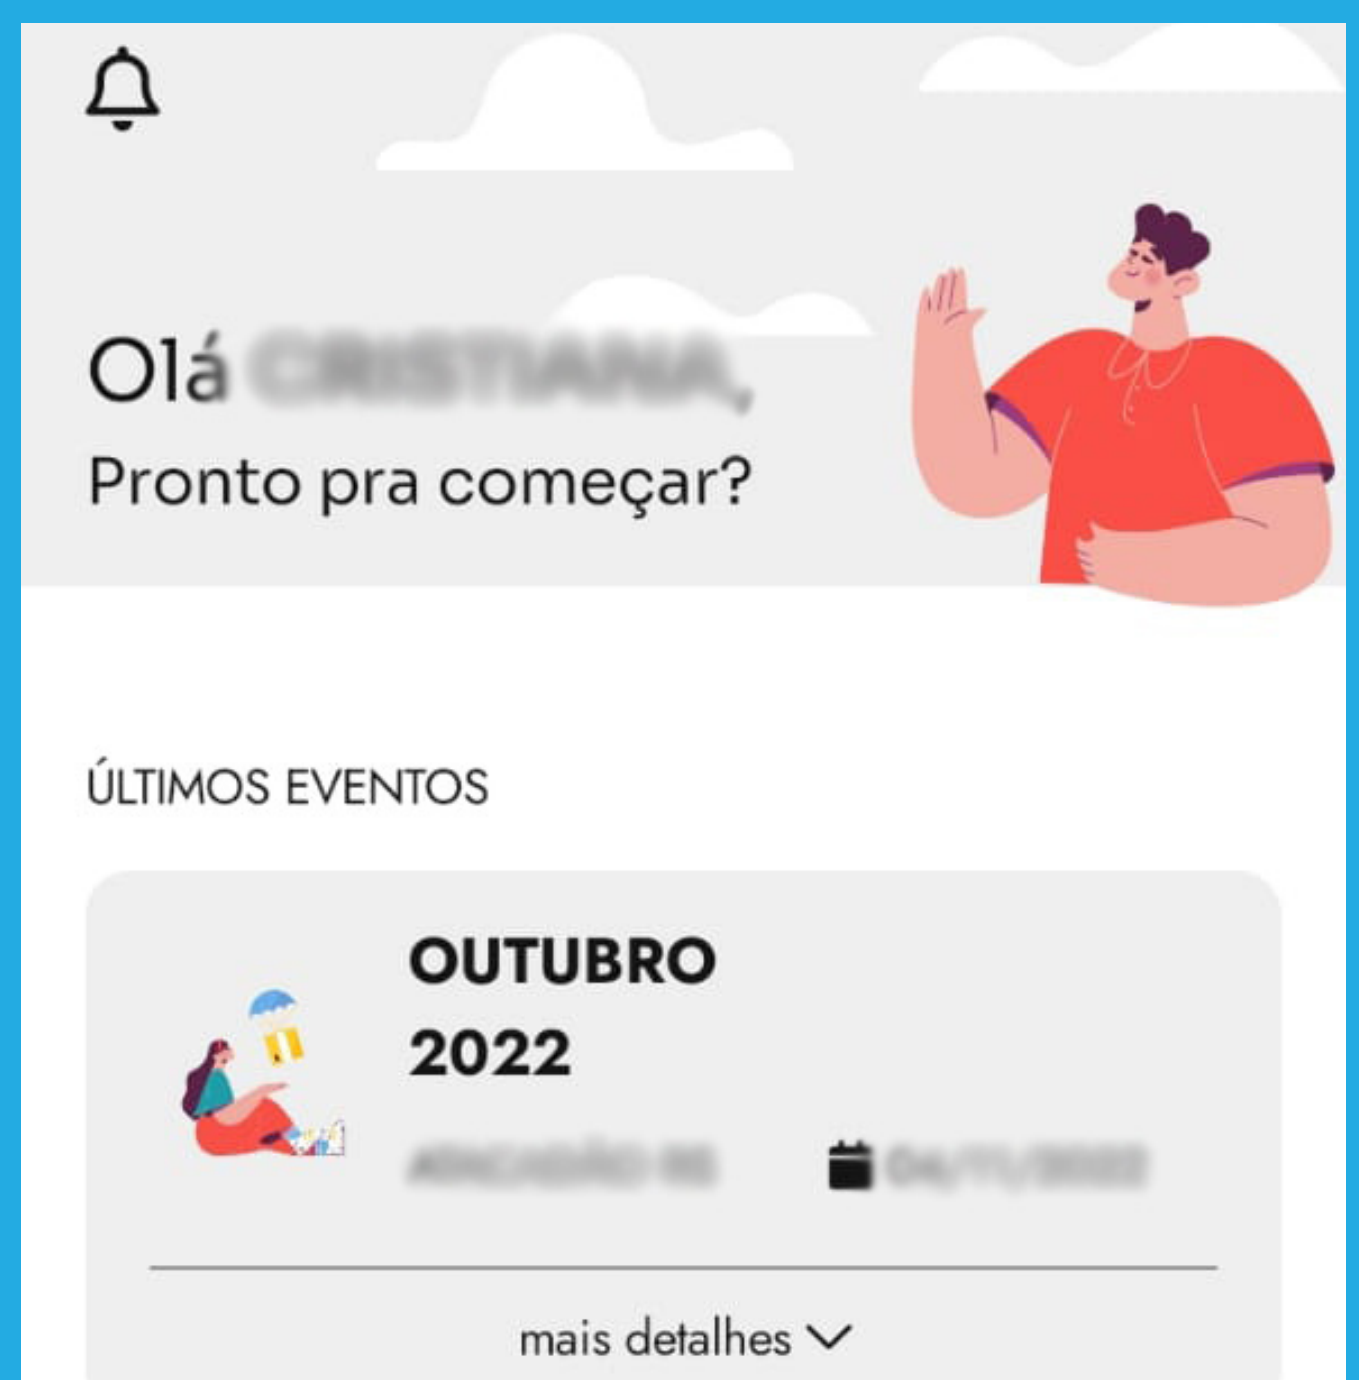 Olá
Pronto pra começar?
ÚLTIMOS EVENTOS
OUTUBRO
2022
mais detalhes